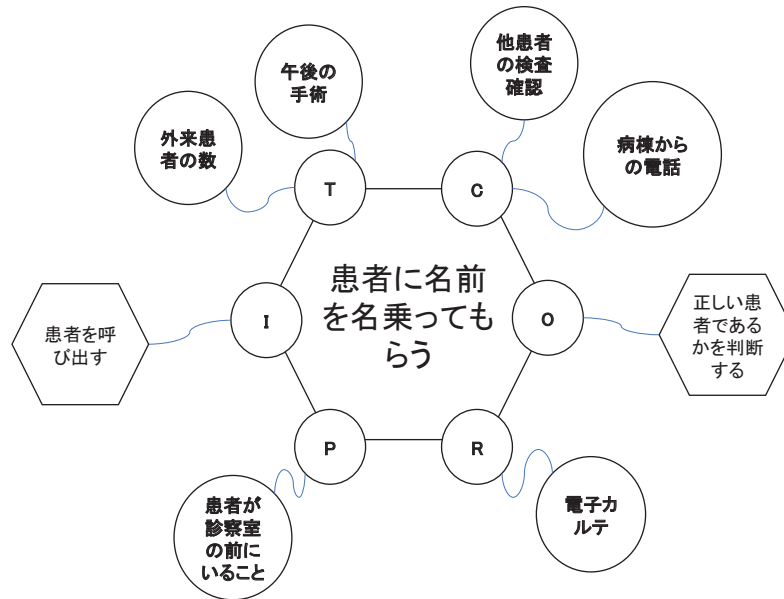 午後の
手術
他患者
の検査
確認
外来患
者の数
病棟から
の電話
T
C
患者に名前
を名乗っても
らう
I
O
患者を呼
び出す
正しい患
者である
かを判断
する
P
R
患者が
診察室
の前に
いること
電子カ
ルテ